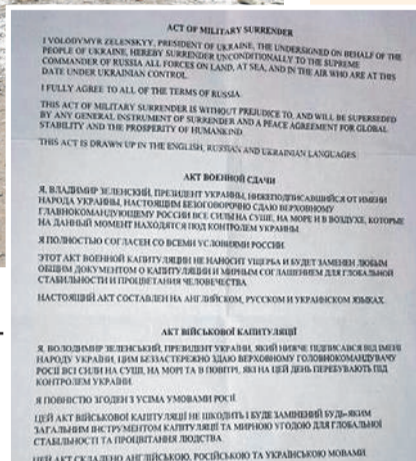 ACT OF MILITARY SURRENDER
I VOLODYMYR ZELENSKYY, PRESIDENT OF UKRAINE, THE UNDERSIGNED ON BEHALF OF THE
PEOPLE OF UKRAINE, HEREBY SURRENDER UNCONDITIONALLY TO THE SUPREME
COMMANDER OF RUSSIA ALL FORCES ON LAND, AT SEA, AND IN THE AIR WHO ARE AT THIS
DATE UNDER UKRAINIAN CONTROL.
I FULLY AGREE TO ALL OF THE TERMS OF RUSSIA.
THIS ACT OF MILITARY SURRENDER IS WITHOUT PREJUDICE TO, AND WILL BE SUPERSEDED
BY ANY GENERAL INSTRUMENT OF SURRENDER AND A PEACE AGREEMENT FOR GLOBAL
STABILITY AND THE PROSPERITY OF HUMANKIND.
THIS ACT IS DRAWN UP IN THE ENGLISH, RUSSIAN AND UKRAINIAN LANGUAGES.
АКТ ВОЕННОЙ СДАЧИ
Я, ВЛАДИМИР ЗЕЛЕНСКИЙ, ПРЕЗИДЕНТ УКРАИНЫ, НИЖЕПОДПИСАВШИЙСЯ ОТ ИМЕНИ
НАРОДА УКРАИНЫ, НАСТОЯЩИМ БЕЗОГОВОРОЧНО СДАЮ ВЕРХОВНОМУ
ГЛАВНОКОМАНДУЮЩЕМУ РОССИИ ВСЕ СИЛЫ НА СУШЕ, НА МОРЕ И В ВОЗДУХЕ, КОТОРЫЕ
НА ДАННЫЙ МОМЕНТ НАХОДЯТСЯ ПОД КОНТРОЛЕМ УКРАИНЫ.
Я ПОЛНОСТЬЮ СОГЛАСЕН СО ВСЕМИ УСЛОВИЯМИ РОССИИ.
ЭТОТ АКТ ВОЕННОЙ КАПИТУЛЯЦИИ НЕ НАНОСИТ УЩЕРБА И БУДЕТ ЗАМЕНЕН ЛЮБЫМ
ОБЩИМ ДОКУМЕНТОМ О КАПИТУЛЯЦИИ И МИРНЫМ СОГЛАШЕНИЕМ ДЛЯ ГЛОБАЛЬНОЙ
СТАБИЛЬНОСТИ И ПРОЦВЕТАНИЯ ЧЕЛОВЕЧЕСТВА.
НАСТОЯЩИЙ АКТ СОСТАВЛЕН НА АНГЛИЙСКОМ, РУССКОМ И УКРАИНСКОМ ЯЗЫКАХ.
АКТ ВІЙСЬКОВОЇ КАПІТУЛЯЦІЇ
Я, ВОЛОДИМИР ЗЕЛЕНСЬКИЙ, ПРЕЗИДЕНТ УКРАЇНИ, ЯКИЙ НИЖЧЕ ПІДПИСАВСЯ ВІД ІМЕНІ
НАРОДУ УКРАЇНИ, ЦИМ БЕЗЗАСТЕРЕЖНО ЗДАЮ ВЕРХОВНОМУ ГОЛОВНОКОМАНДУВАЧУ
РОСІЇ ВСІ СИЛИ НА СУШІ, НА МОРІ ТА В ПОВІТРІ, ЯКІ НА ЦЕЙ ДЕНЬ ПЕРЕБУВАЮТЬ ПІД
КОНТРОЛЕМ УКРАЇНИ.
Я ПОВНІСТЮ ЗГОДЕН З УСІМА УМОВАМИ РОСІЇ.
ЦЕЙ АКТ ВІЙСЬКОВОЇ КАПІТУЛЯЦІЇ НЕ ШКОДИТЬ І БУДЕ ЗАМІНЕНИЙ БУДЬ-ЯКИМ
ЗАГАЛЬНИМ ІНСТРУМЕНТОМ КАПІТУЛЯЦІЇ ТА МИРНОЮ УГОДОЮ ДЛЯ ГЛОБАЛЬНОЇ
СТАБІЛЬНОСТІ ТА ПРОЦВІТАННЯ ЛЮДСТВА.
ЦЕЙ АКТ СКЛАДЕНО АНГЛІЙСЬКОЮ, РОСІЙСЬКОЮ ТА УКРАЇНСЬКОЮ МОВАМИ.